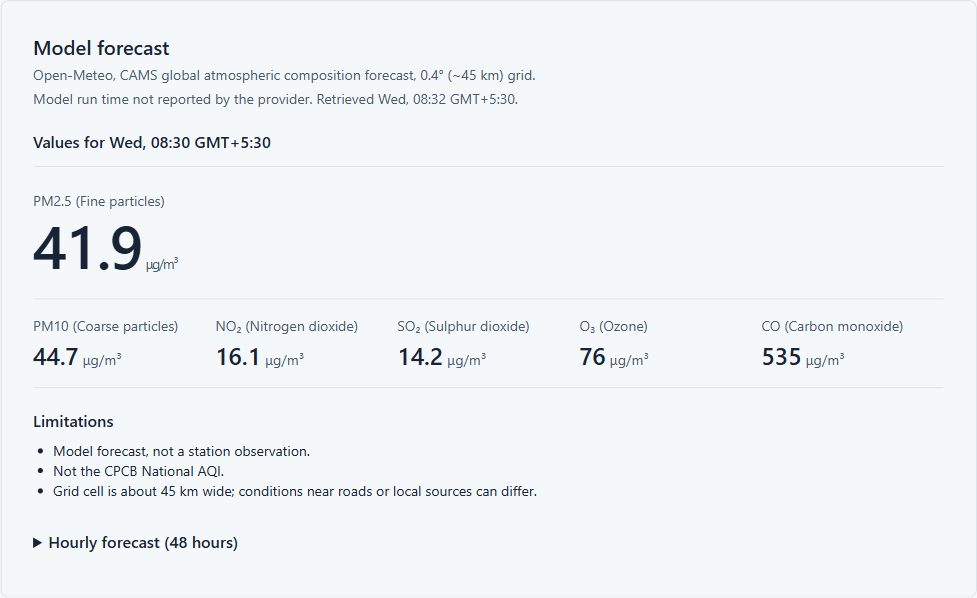 Model forecast
Open-Meteo, CAMS global atmospheric composition forecast, 0.4° (~45 km) grid.
Model run time not reported by the provider. Retrieved Wed, 08:32 GMT+5:30.
Values for Wed, 08:30 GMT+5:30
PM2.5 (Fine particles)
41.9 µg/m³
PM10 (Coarse particles) NO₂ (Nitrogen dioxide) SO₂ (Sulphur dioxide) O₃ (Ozone) CO (Carbon monoxide)
44.7 µg/m³ 16.1 µg/m³ 14.2 µg/m³ 76 µg/m³ 535 µg/m³
Limitations
• Model forecast, not a station observation.
• Not the CPCB National AQI.
• Grid cell is about 45 km wide; conditions near roads or local sources can differ.
▶ Hourly forecast (48 hours)